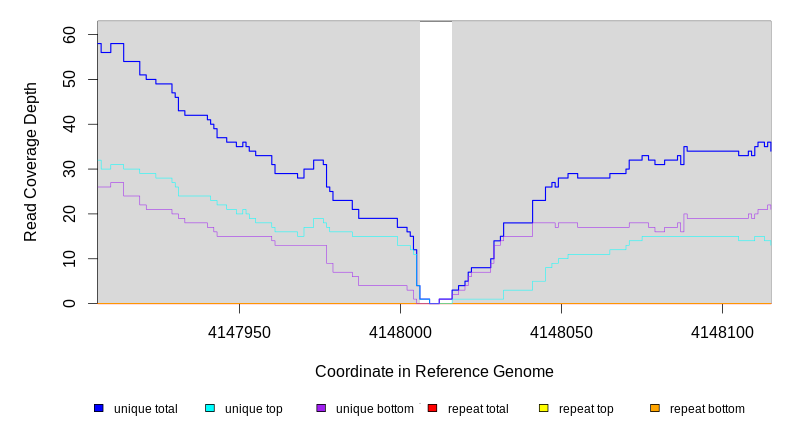 60
50
40
30
20
10
0
Read Coverage Depth
4147950 4148000 4148050 4148100
Coordinate in Reference Genome
unique total unique top unique bottom repeat total repeat top repeat bottom